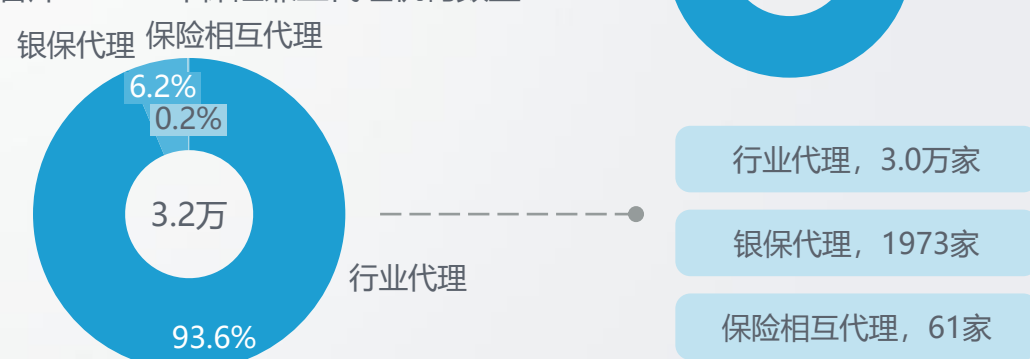 银保代理
保险相互代理
6.2%
0.2%
3.2万
行业代理
93.6%
行业代理，3.0万家
银保代理，1973家
保险相互代理，61家